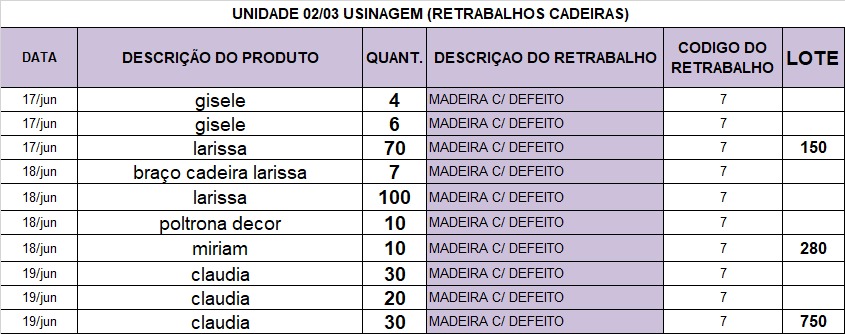 UNIDADE 02/03 USINAGEM (RETRABALHOS CADEIRAS)
DATA DESCRIÇÃO DO PRODUTO QUANT. DESCRIÇAO DO RETRABALHO CODIGO DO RETRABALHO LOTE
17/jun gisele 4 MADEIRA C/ DEFEITO 7
17/jun gisele 6 MADEIRA C/ DEFEITO 7
17/jun larissa 70 MADEIRA C/ DEFEITO 7 150
18/jun braço cadeira larissa 7 MADEIRA C/ DEFEITO 7
18/jun larissa 100 MADEIRA C/ DEFEITO 7
18/jun poltrona decor 10 MADEIRA C/ DEFEITO 7
18/jun miriam 10 MADEIRA C/ DEFEITO 7 280
19/jun claudia 30 MADEIRA C/ DEFEITO 7
19/jun claudia 20 MADEIRA C/ DEFEITO 7
19/jun claudia 30 MADEIRA C/ DEFEITO 7 750